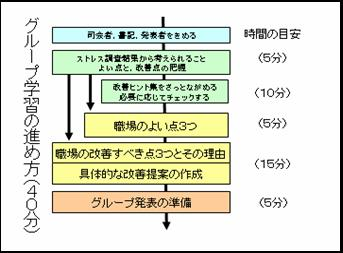 グループ学習の進め方(40分)
司会者、書記、発表者をきめる
時間の目安
ストレス調査結果から考えられること
よい点と、改善点の把握
(5分)
改善ヒント集をさっとながめる
必要に応じてチェックする
(10分)
職場のよい点3つ
(5分)
職場の改善すべき点3つとその理由
具体的な改善提案の作成
(15分)
グループ発表の準備
(5分)